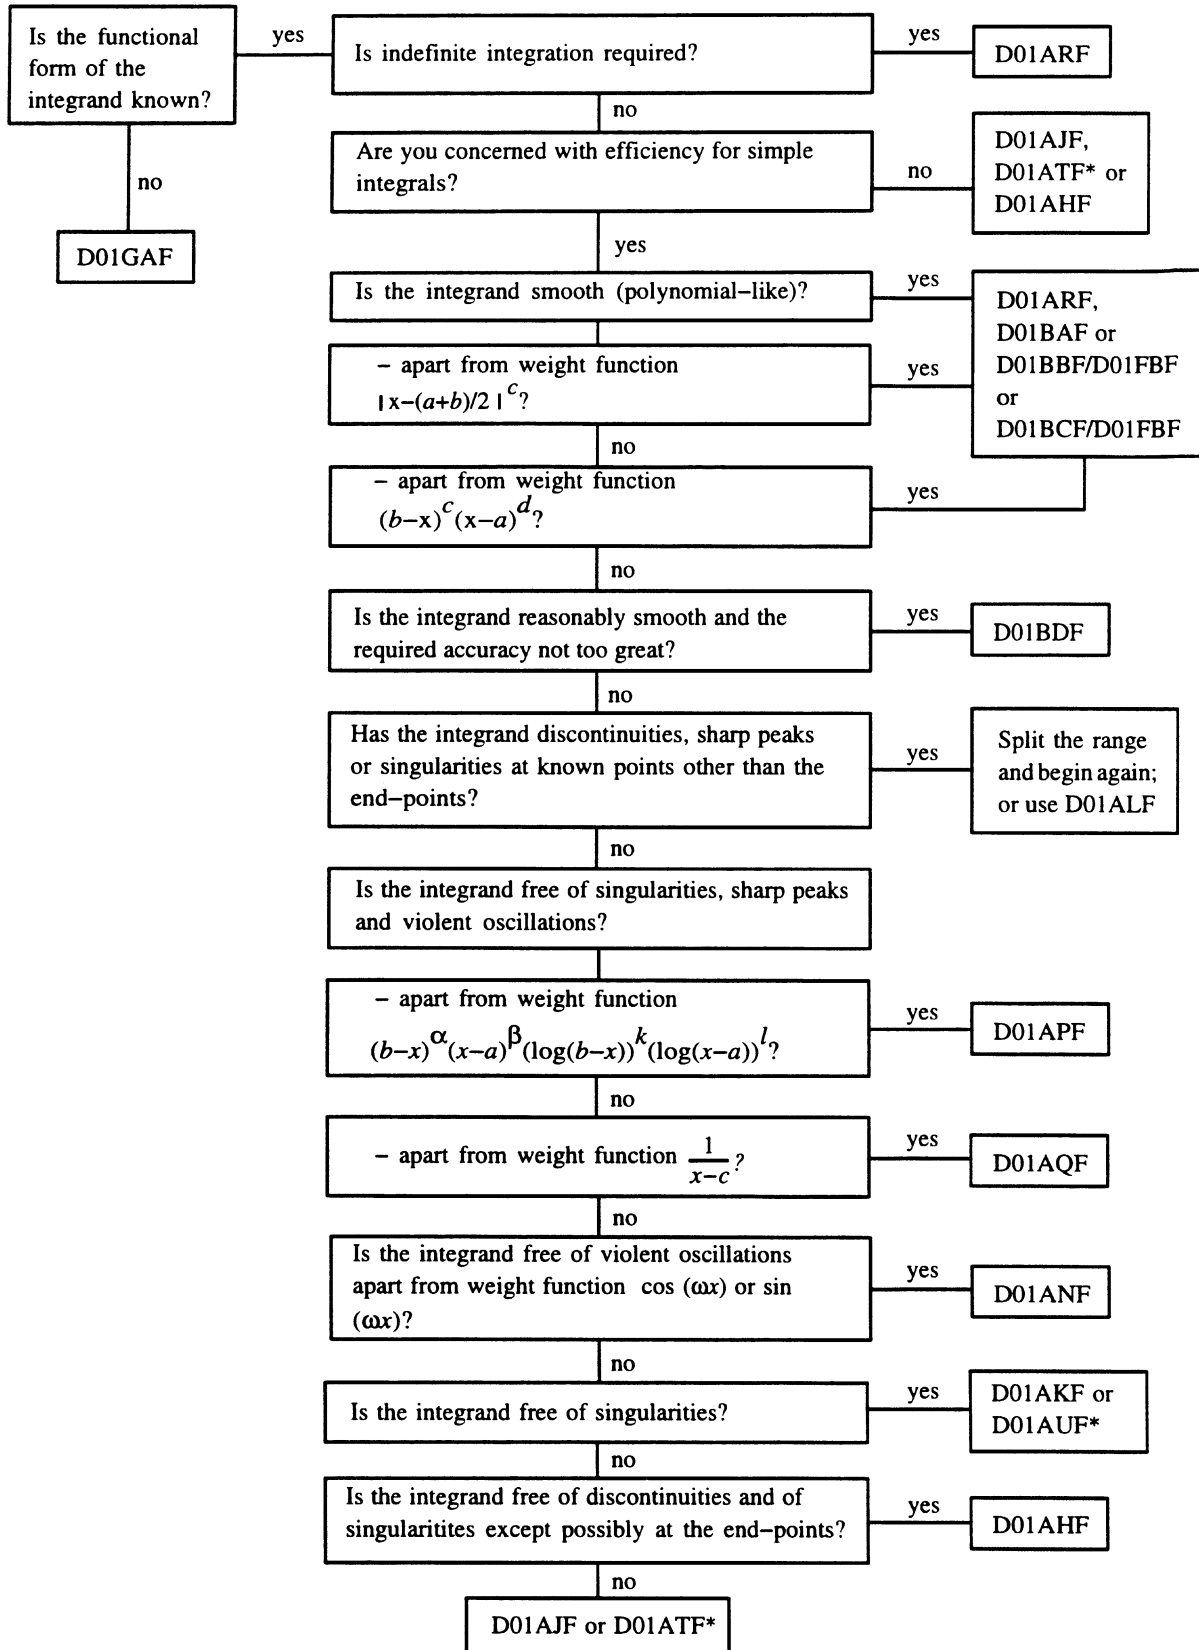 Is the functional
form of the
integrand known?
yes
Is indefinite integration required?
yes
D01ARF
no
no
D01GAF
Are you concerned with efficiency for simple
integrals?
no
D01AJF,
D01ATF* or
D01AHF
yes
Is the integrand smooth (polynomial–like)?
yes
D01ARF,
D01BAF or
D01BBF/D01FBF
or
D01BCF/D01FBF
– apart from weight function
|x–(a+b)/2|^c?
yes
no
– apart from weight function
(b–x)^c(x–a)^d?
yes
no
Is the integrand reasonably smooth and the
required accuracy not too great?
yes
D01BDF
no
Has the integrand discontinuities, sharp peaks
or singularities at known points other than the
end–points?
yes
Split the range
and begin again;
or use D01ALF
no
Is the integrand free of singularities, sharp peaks
and violent oscillations?
– apart from weight function
(b–x)^α(x–a)^β(log(b–x))^k(log(x–a))^l?
yes
D01APF
no
– apart from weight function 1/(x–c)?
yes
D01AQF
no
Is the integrand free of violent oscillations
apart from weight function cos (ωx) or sin
(ωx)?
yes
D01ANF
no
Is the integrand free of singularities?
yes
D01AKF or
D01AUF*
no
Is the integrand free of discontinuities and of
singularitites except possibly at the end–points?
yes
D01AHF
no
D01AJF or D01ATF*